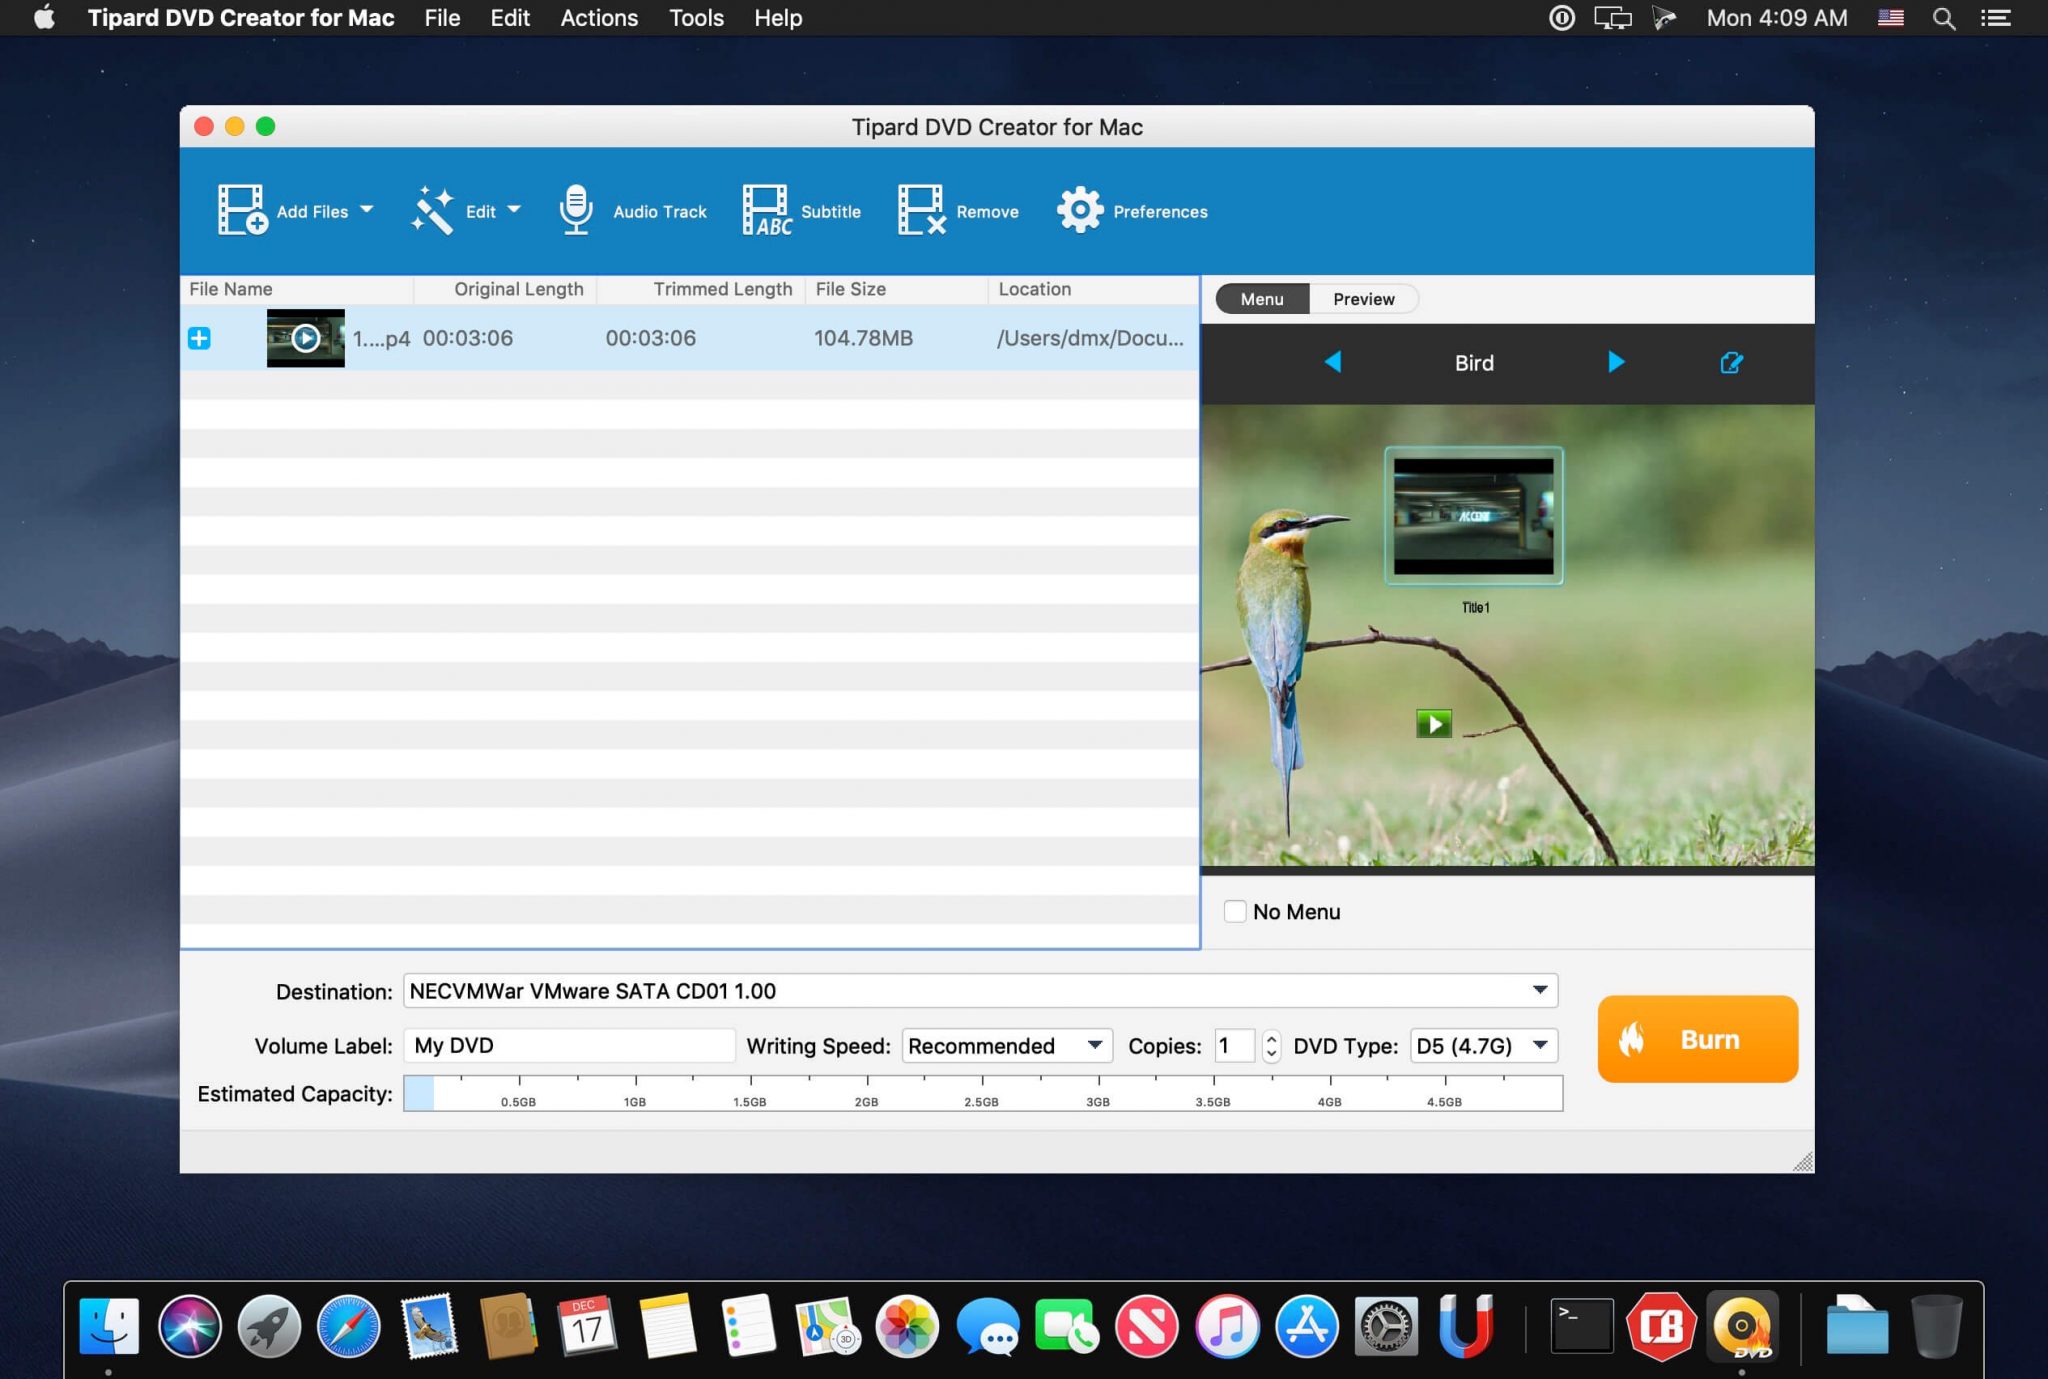 Tipard DVD Creator for Mac File Edit Actions Tools Help Mon 4:09 AM
Tipard DVD Creator for Mac
Add Files Edit Audio Track ABC Subtitle Remove Preferences
File Name Original Length Trimmed Length File Size Location
Menu Preview
1....p4 00:03:06 00:03:06 104.78MB /Users/dmx/Docu...
Bird
Title1
No Menu
Destination: NECVMWar VMware SATA CD01 1.00
Burn
Volume Label: My DVD Writing Speed: Recommended Copies: 1 DVD Type: D5 (4.7G)
Estimated Capacity: 0.5GB 1GB 1.5GB 2GB 2.5GB 3GB 3.5GB 4GB 4.5GB
DEC
17
3D
>_
CB
DVD